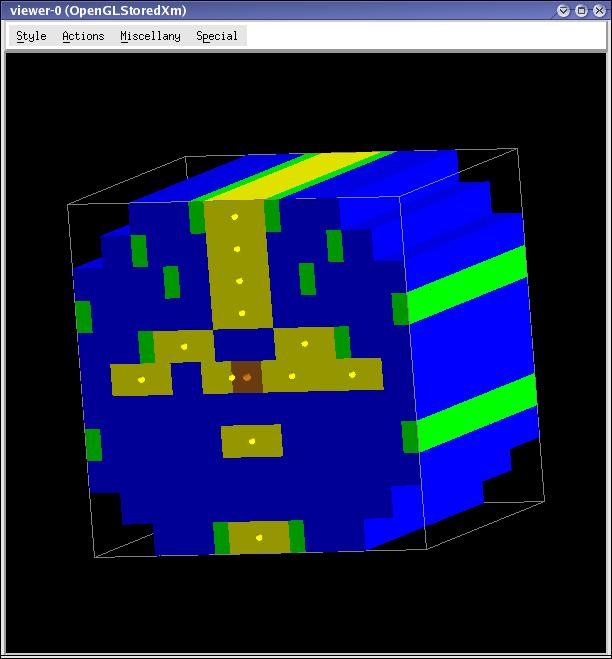 viewer-0 (OpenGLStoredXm)
Style Actions Miscellany Special